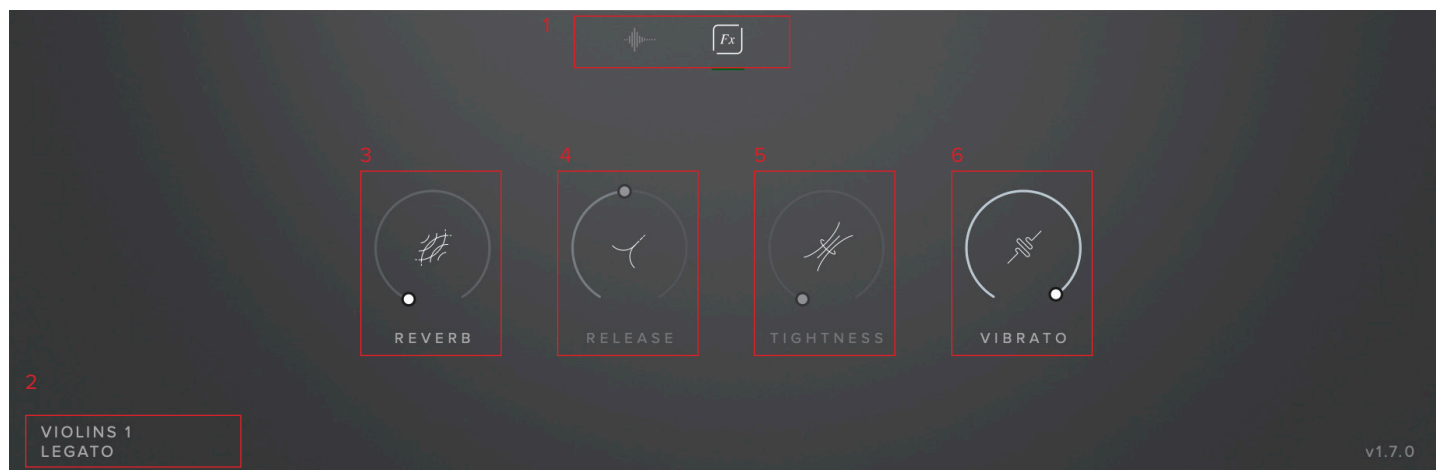 1
Fx
3
4
5
6
REVERB
RELEASE
TIGHTNESS
VIBRATO
2
VIOLINS 1
LEGATO
v1.7.0